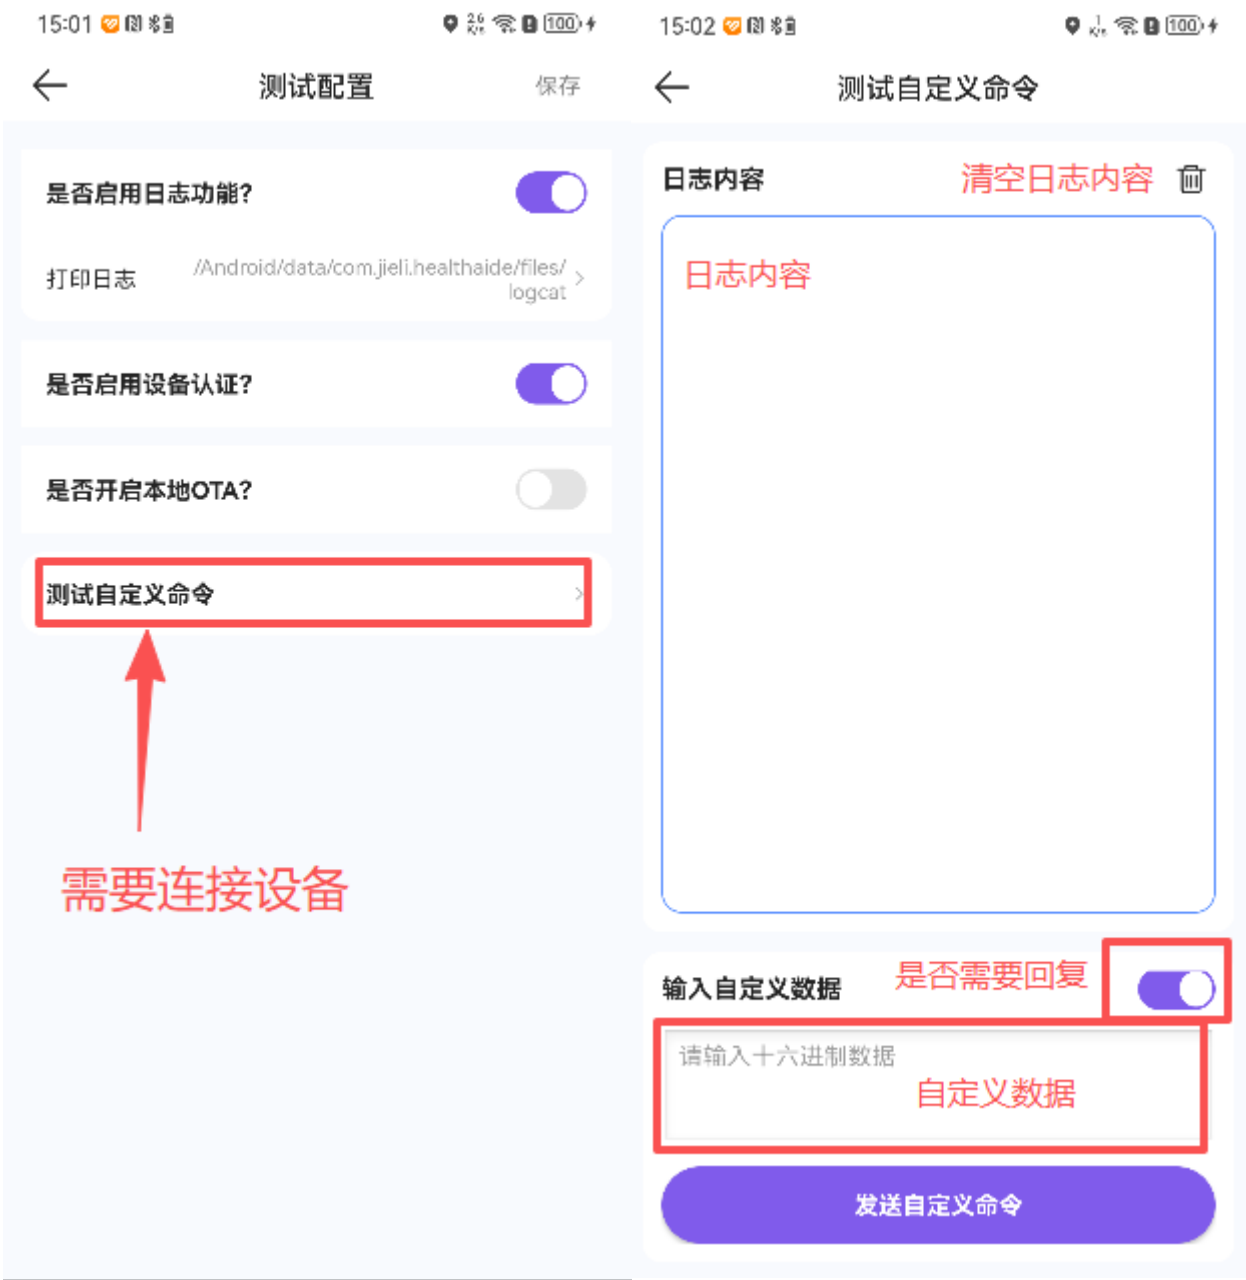 15:01
26 K/s
100
测试配置
保存
是否启用日志功能?
打印日志
/Android/data/com.jieli.healthaide/files/
logcat
是否启用设备认证?
是否开启本地OTA?
测试自定义命令
需要连接设备
15:02
1 K/s
100
测试自定义命令
日志内容
清空日志内容
日志内容
输入自定义数据
是否需要回复
请输入十六进制数据
自定义数据
发送自定义命令